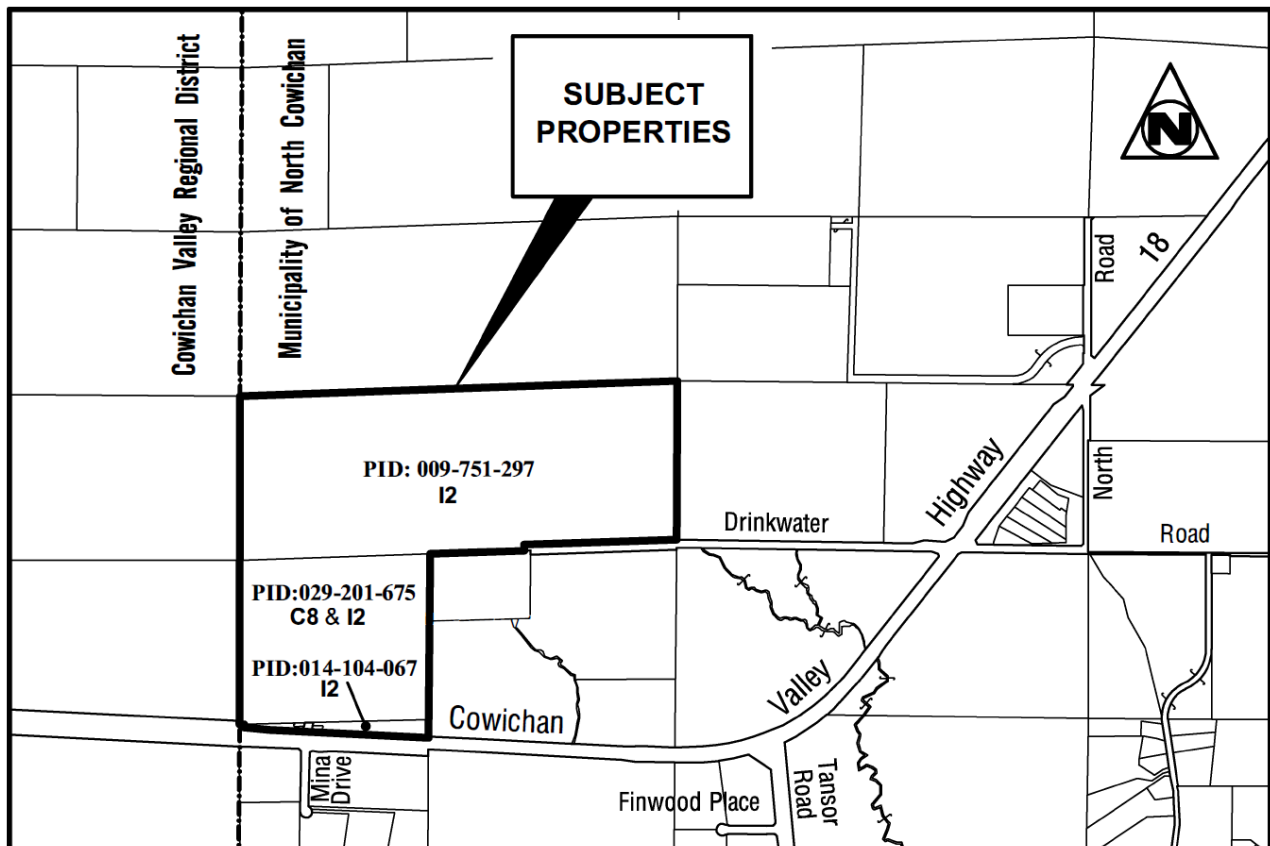 Cowichan Valley Regional District
Municipality of North Cowichan
SUBJECT
PROPERTIES
N
Road
18
PID: 009-751-297
I2
Highway
North
Drinkwater
Road
PID:029-201-675
C8 & I2
PID:014-104-067
I2
Cowichan
Valley
Mina
Drive
Finwood Place
Tansor
Road